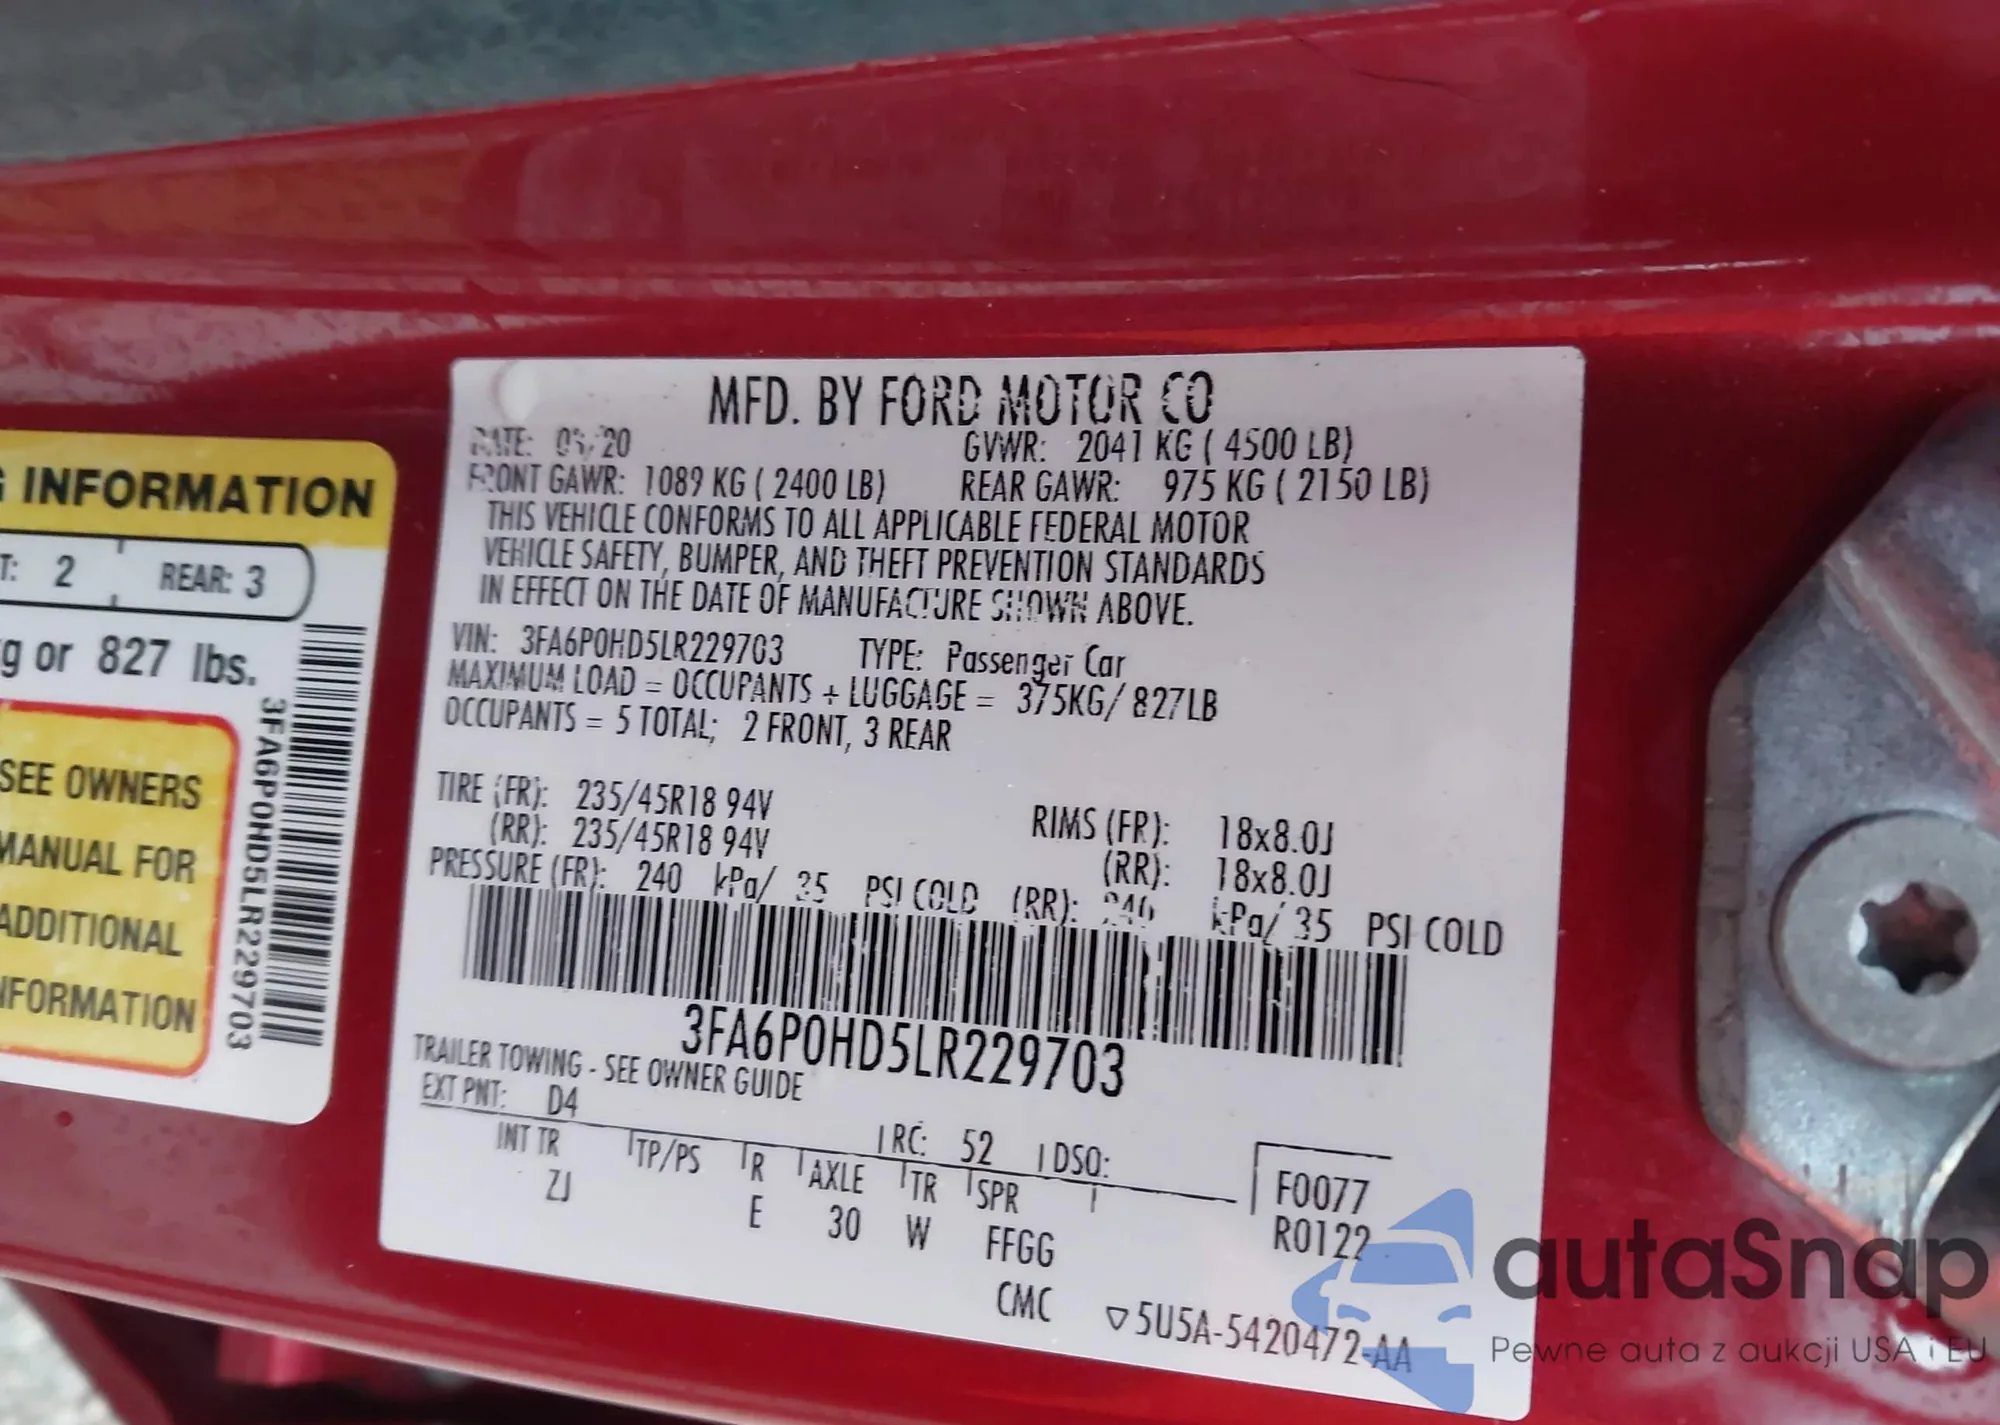 INFORMATION
T: 2 REAR: 3
g or 827 lbs.
SEE OWNERS
MANUAL FOR
ADDITIONAL
INFORMATION
3FA6P0HD5LR229703
MFD. BY FORD MOTOR CO
DATE: /20 GVWR: 2041 KG ( 4500 LB)
FRONT GAWR: 1089 KG ( 2400 LB) REAR GAWR: 975 KG ( 2150 LB)
THIS VEHICLE CONFORMS TO ALL APPLICABLE FEDERAL MOTOR
VEHICLE SAFETY, BUMPER, AND THEFT PREVENTION STANDARDS
IN EFFECT ON THE DATE OF MANUFACTURE SHOWN ABOVE.
VIN: 3FA6P0HD5LR229703 TYPE: Passenger Car
MAXIMUM LOAD = OCCUPANTS + LUGGAGE = 375KG/ 827LB
OCCUPANTS = 5 TOTAL; 2 FRONT, 3 REAR
TIRE (FR): 235/45R18 94V RIMS (FR): 18x8.0J
(RR): 235/45R18 94V (RR): 18x8.0J
PRESSURE (FR): 240 kPa/ 35 PSI COLD (RR): 240 kPa/ 35 PSI COLD
3FA6P0HD5LR229703
TRAILER TOWING - SEE OWNER GUIDE
EXT PNT: D4 RC: 52 DSO:
INT TR TP/PS R AXLE TR SPR F0077
ZJ E 30 W FFGG R0122
CMC ▽5U5A-5420472-AA
autaSnap
Pewne auta z aukcji USA i EU